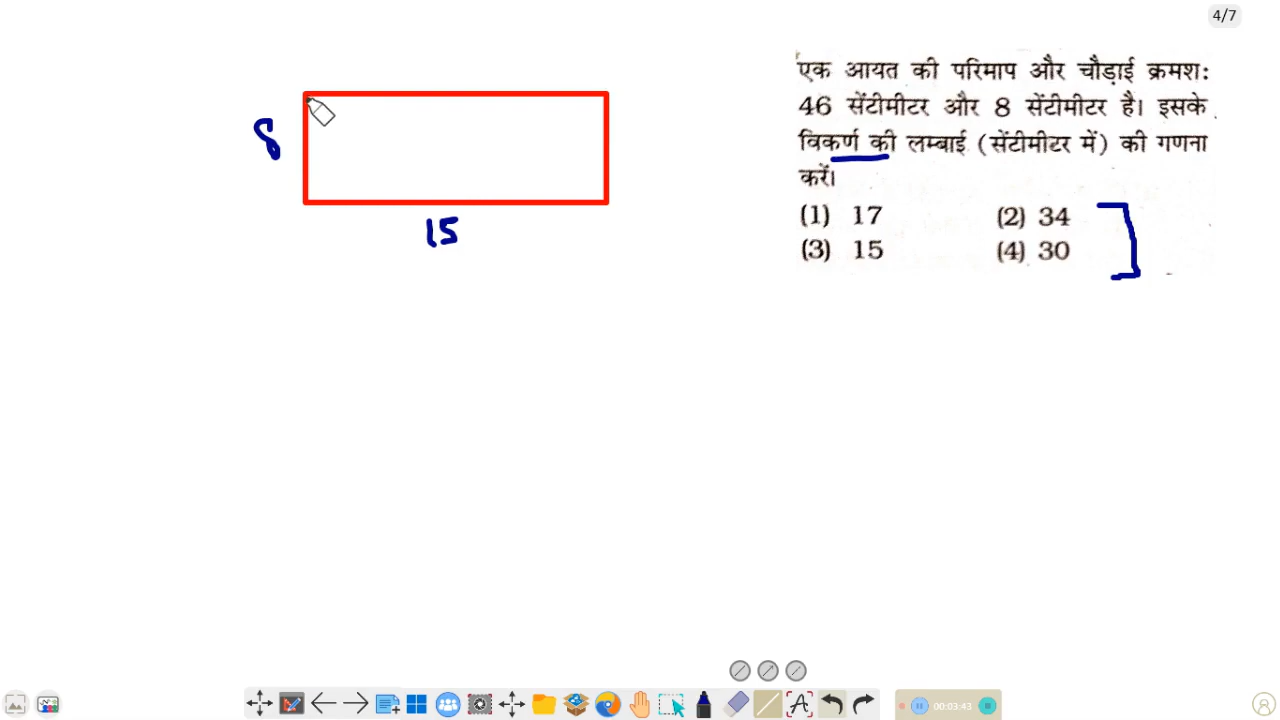 4/7
एक आयत की परिमाप और चौड़ाई क्रमश:
46 सेंटीमीटर और 8 सेंटीमीटर है। इसके
विकर्ण की लम्बाई (सेंटीमीटर में) की गणना
करें।
(1) 17 (2) 34
(3) 15 (4) 30
8
15
00:03:43